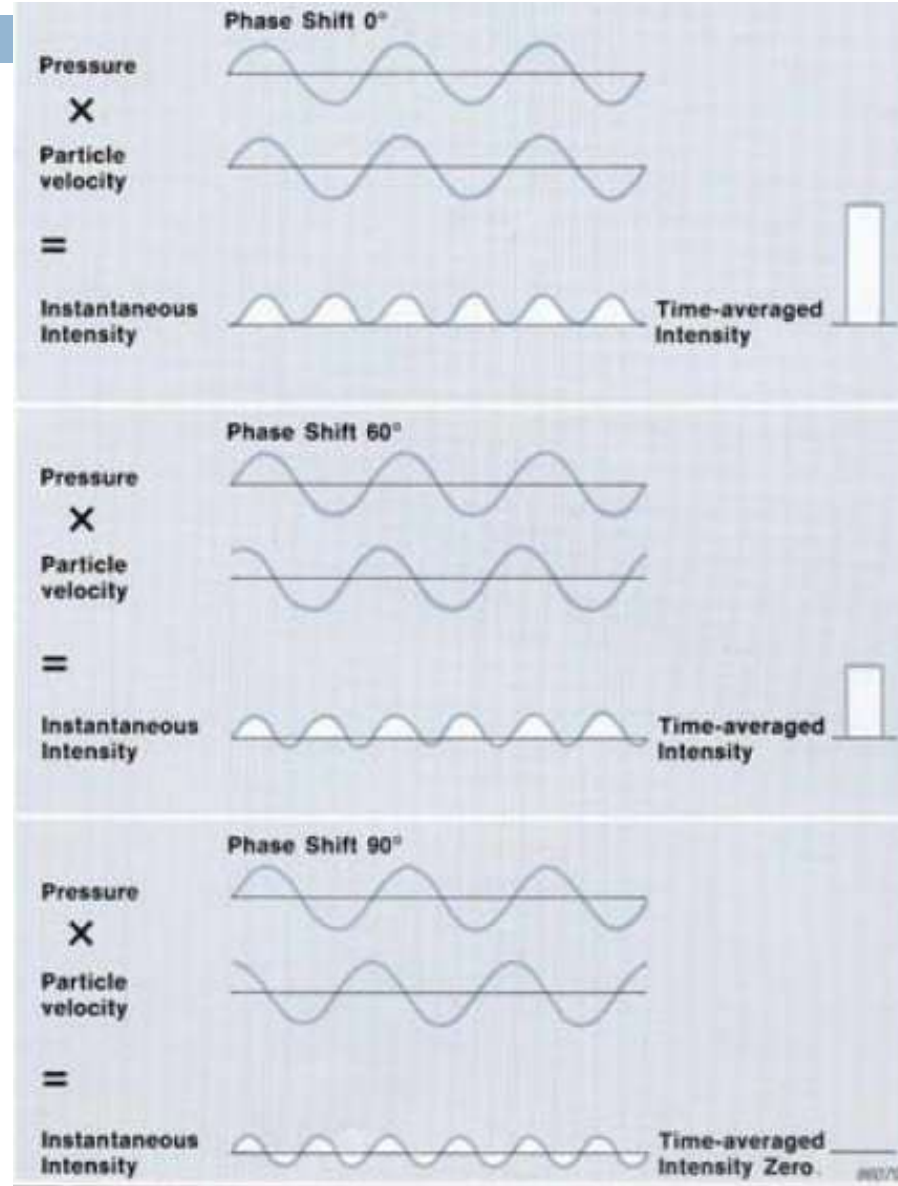 Phase Shift 0°
Pressure
×
Particle
velocity
=
Instantaneous
Intensity
Time-averaged
Intensity
Phase Shift 60°
Pressure
×
Particle
velocity
=
Instantaneous
Intensity
Time-averaged
Intensity
Phase Shift 90°
Pressure
×
Particle
velocity
=
Instantaneous
Intensity
Time-averaged
Intensity Zero